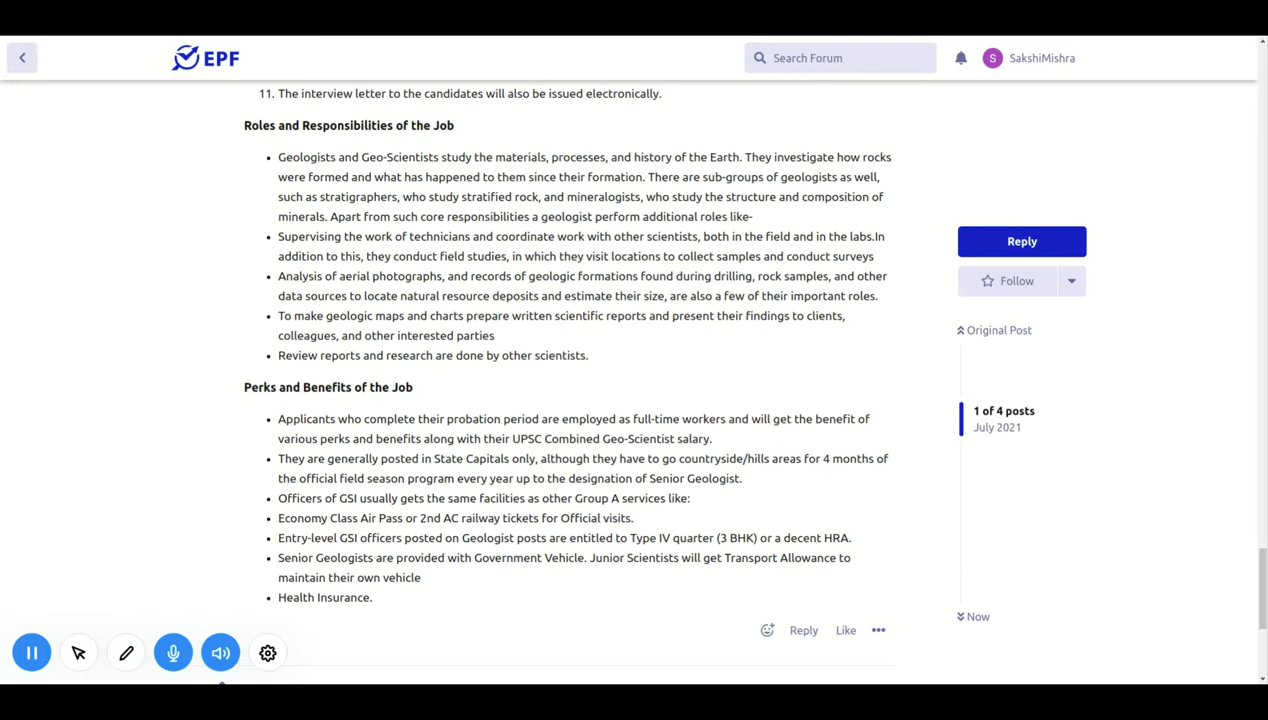 EPF
Search Forum
S
SakshiMishra
11. The interview letter to the candidates will also be issued electronically.
Roles and Responsibilities of the Job
• Geologists and Geo-Scientists study the materials, processes, and history of the Earth. They investigate how rocks
were formed and what has happened to them since their formation. There are sub-groups of geologists as well,
such as stratigraphers, who study stratified rock, and mineralogists, who study the structure and composition of
minerals. Apart from such core responsibilities a geologist perform additional roles like-
• Supervising the work of technicians and coordinate work with other scientists, both in the field and in the labs.In
addition to this, they conduct field studies, in which they visit locations to collect samples and conduct surveys
• Analysis of aerial photographs, and records of geologic formations found during drilling, rock samples, and other
data sources to locate natural resource deposits and estimate their size, are also a few of their important roles.
• To make geologic maps and charts prepare written scientific reports and present their findings to clients,
colleagues, and other interested parties
• Review reports and research are done by other scientists.
Perks and Benefits of the Job
• Applicants who complete their probation period are employed as full-time workers and will get the benefit of
various perks and benefits along with their UPSC Combined Geo-Scientist salary.
• They are generally posted in State Capitals only, although they have to go countryside/hills areas for 4 months of
the official field season program every year up to the designation of Senior Geologist.
• Officers of GSI usually gets the same facilities as other Group A services like:
• Economy Class Air Pass or 2nd AC railway tickets for Official visits.
• Entry-level GSI officers posted on Geologist posts are entitled to Type IV quarter (3 BHK) or a decent HRA.
• Senior Geologists are provided with Government Vehicle. Junior Scientists will get Transport Allowance to
maintain their own vehicle
• Health Insurance.
Reply
Like
Reply
Follow
Original Post
1 of 4 posts
July 2021
Now